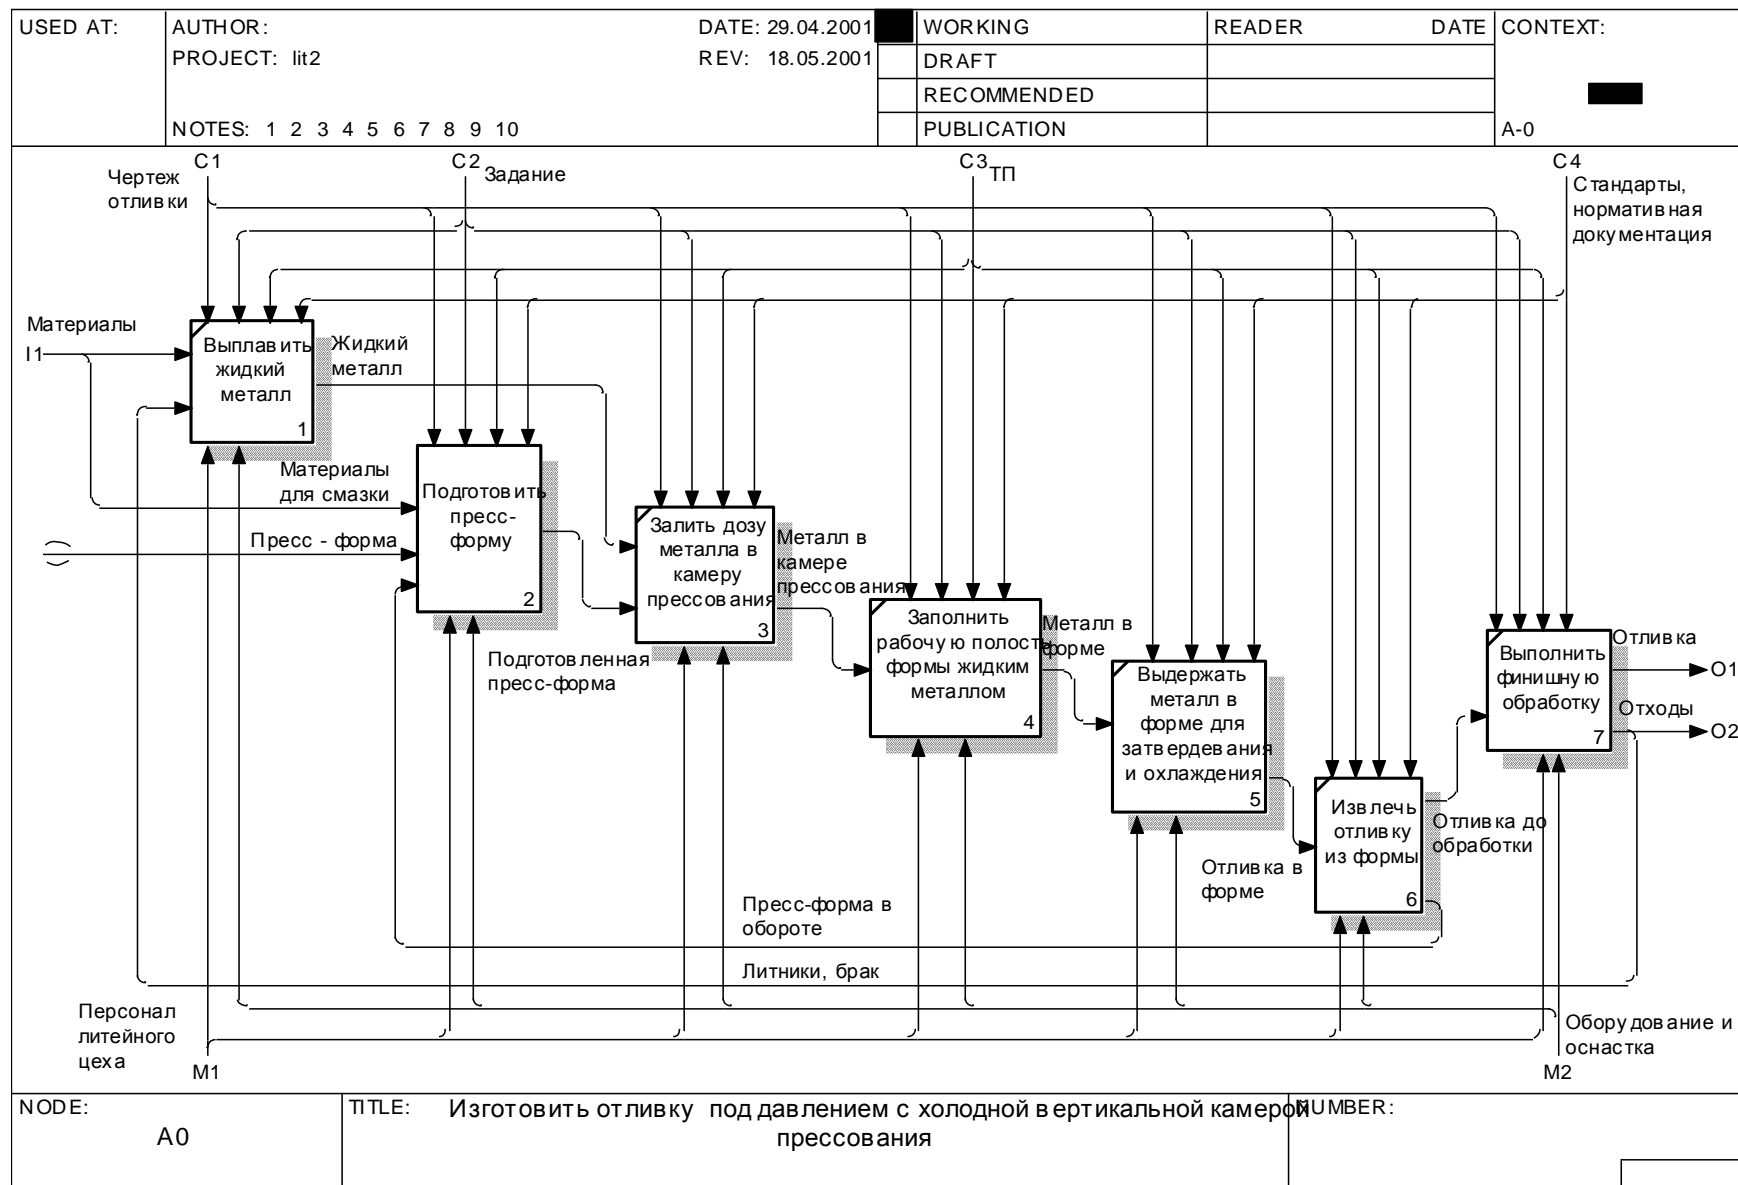 USED AT:
AUTHOR:
DATE: 29.04.2001
PROJECT: lit2
REV: 18.05.2001
NOTES: 1 2 3 4 5 6 7 8 9 10
WORKING
DRAFT
RECOMMENDED
PUBLICATION
READER
DATE
CONTEXT:
A-0
C1
Чертеж
отливки
C2
Задание
C3
ТП
C4
Стандарты,
нормативная
документация
Материалы
I1
Выплавить
жидкий
металл
1
Жидкий
металл
Материалы
для смазки
Пресс - форма
Подготовить
пресс-
форму
2
Подготовленная
пресс-форма
Залить дозу
металла в
камеру
прессования
3
Металл в
камере
прессования
Заполнить
рабочую полость
формы жидким
металлом
4
Металл в
форме
Выдержать
металл в
форме для
затвердевания
и охлаждения
5
Отливка в
форме
Извлечь
отливку
из формы
6
Отливка до
обработки
Выполнить
финишную
обработку
7
Отливка
O1
Отходы
O2
Пресс-форма в
обороте
Литники, брак
Персонал
литейного
цеха
M1
Оборудование и
оснастка
M2
NODE:
A0
TITLE:
Изготовить отливку под давлением с холодной вертикальной камерой
прессования
NUMBER: